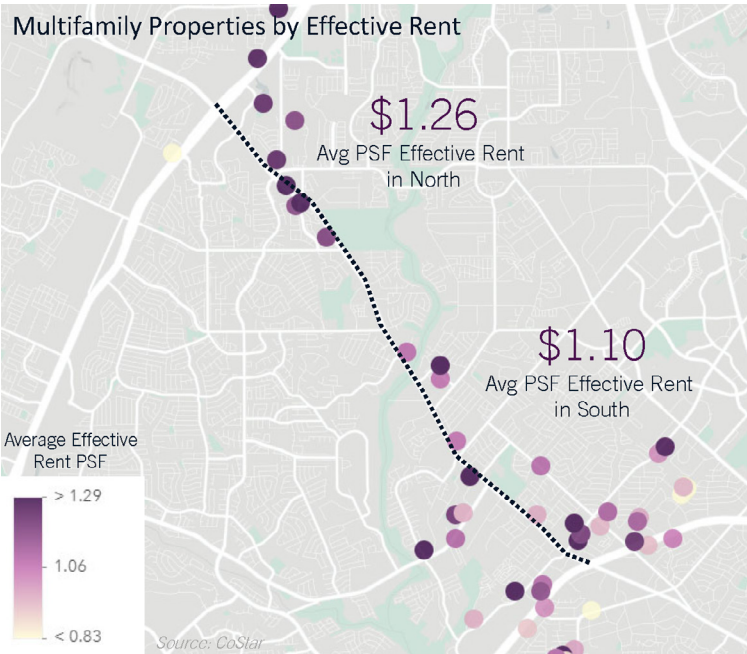 Multifamily Properties by Effective Rent
$1.26
Avg PSF Effective Rent
in North
$1.10
Avg PSF Effective Rent
in South
Average Effective
Rent PSF
> 1.29
1.06
< 0.83
Source: CoStar